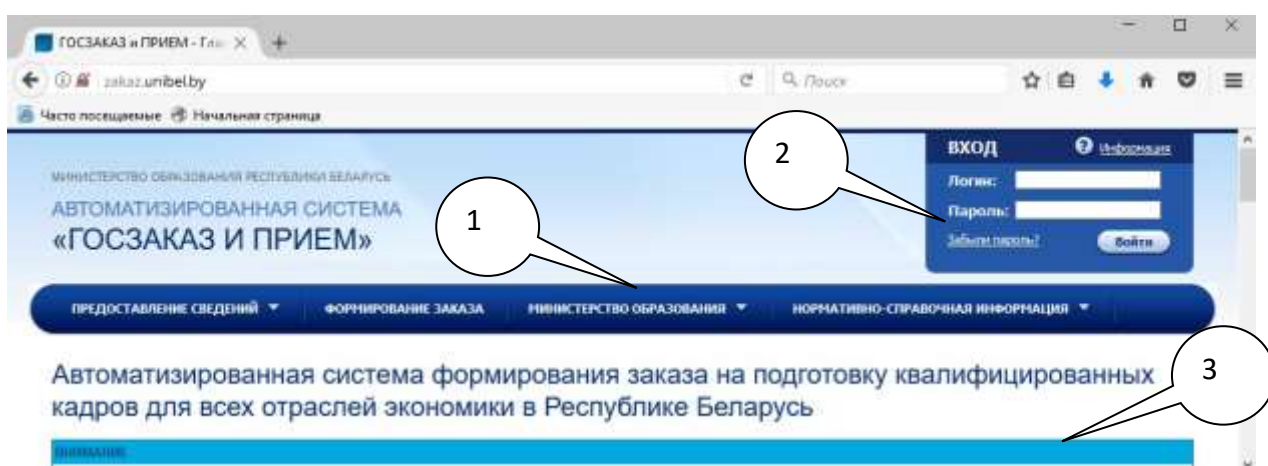 ГОСЗАКАЗ и ПРИЕМ - Гла
zakaz.unibel.by
Поиск
Часто посещаемые Начальная страница
2
ВХОД Информация
МИНИСТЕРСТВО ОБРАЗОВАНИЯ РЕСПУБЛИКИ БЕЛАРУСЬ
Логин:
АВТОМАТИЗИРОВАННАЯ СИСТЕМА
1
Пароль:
«ГОСЗАКАЗ И ПРИЕМ»
Забыли пароль? Войти
ПРЕДОСТАВЛЕНИЕ СВЕДЕНИЙ ФОРМИРОВАНИЕ ЗАКАЗА МИНИСТЕРСТВО ОБРАЗОВАНИЯ НОРМАТИВНО-СПРАВОЧНАЯ ИНФОРМАЦИЯ
Автоматизированная система формирования заказа на подготовку квалифицированных
3
кадров для всех отраслей экономики в Республике Беларусь
ВНИМАНИЕ